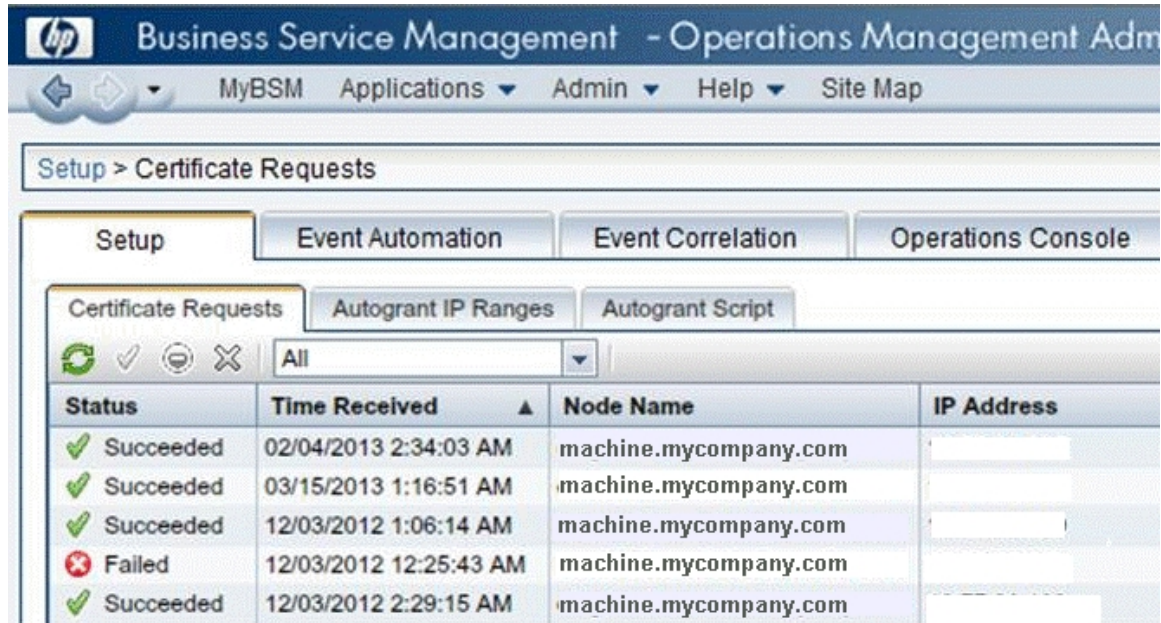 hp Business Service Management - Operations Management Adm
MyBSM Applications Admin Help Site Map
Setup > Certificate Requests
Setup Event Automation Event Correlation Operations Console
Certificate Requests Autogrant IP Ranges Autogrant Script
All
Status Time Received Node Name IP Address
Succeeded 02/04/2013 2:34:03 AM machine.mycompany.com
Succeeded 03/15/2013 1:16:51 AM machine.mycompany.com
Succeeded 12/03/2012 1:06:14 AM machine.mycompany.com
Failed 12/03/2012 12:25:43 AM machine.mycompany.com
Succeeded 12/03/2012 2:29:15 AM machine.mycompany.com